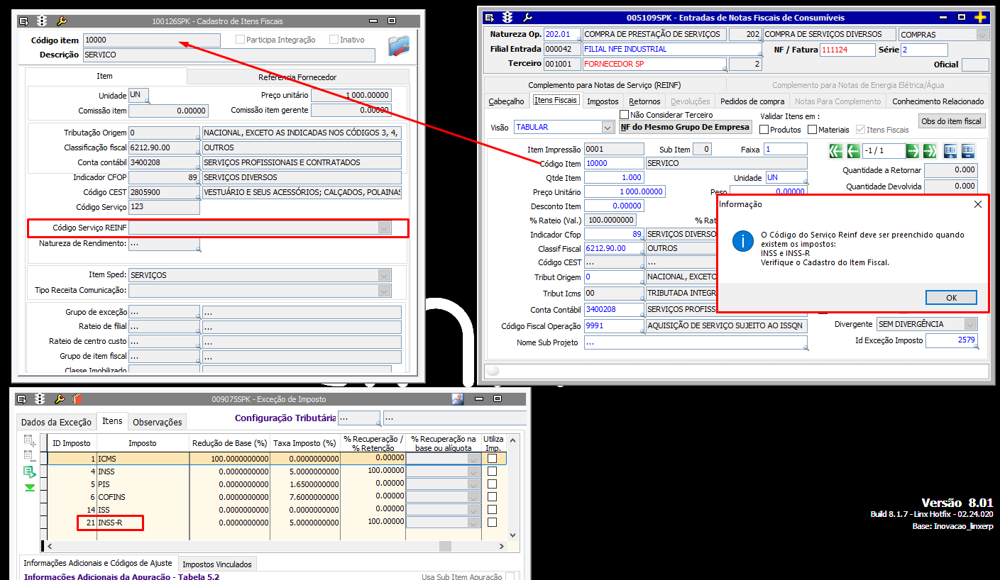 100126SPK - Cadastro de Itens Fiscais
Código item 10000 Participa Integração Inativo
Descrição SERVICO
Item Referencia Fornecedor
Unidade UN Preço unitário 1 000.00000
Comissão item 0.00000 Comissão item gerente 0.00000
Tributação Origem 0 NACIONAL, EXCETO AS INDICADAS NOS CÓDIGOS 3, 4,
Classificação fiscal 6212.90.00 OUTROS
Conta contábil 3400208 SERVIÇOS PROFISSIONAIS E CONTRATADOS
Indicador CFOP 89 SERVIÇOS DIVERSOS
Código CEST 2805900 VESTUÁRIO E SEUS ACESSÓRIOS; CALÇADOS, POLAINAS
Código Serviço 123
Código Serviço REINF
Natureza de Rendimento: ...
Item Sped: SERVIÇOS
Tipo Receita Comunicação:
Grupo de exceção ... ...
Rateio de filial ... ...
Rateio de centro custo ... ...
Grupo de item fiscal ... ...
Classe Imobilizado
005109SPK - Entradas de Notas Fiscais de Consumíveis
Natureza Op. 202.01 COMPRA DE PRESTAÇÃO DE SERVIÇOS 202 COMPRA DE SERVIÇOS DIVERSOS COMPRAS
Filial Entrada 000042 FILIAL NFE INDUSTRIAL NF / Fatura 111124 Série 2
Terceiro 001001 FORNECEDOR SP 2 Oficial
Complemento para Notas de Serviço (REINF) Complemento Para Notas de Energia Elétrica/Água
Cabeçalho Itens Fiscais Impostos Retornos Devoluções Pedidos de compra Notas Para Complemento Conhecimento Relacionado
Não Considerar Terceiro Validar Itens em : Obs do item fiscal
Visão TABULAR NF do Mesmo Grupo De Empresa Produtos Materiais Itens Fiscais
Item Impressão 0001 Sub Item 0 Faixa 1 -1 / 1
Código Item 10000 SERVICO Quantidade a Retornar 0.000
Qtde Item 1.000 Unidade UN Quantidade Devolvida 0.000
Preço Unitário 1 000.00000 Peso 0.00000
Desconto Item 0.00000
% Rateio (Val.) 100.0000000 % Rat
Indicador Cfop 89 SERVIÇOS DIVERSO
Classif Fiscal 6212.90.00 OUTROS
Código CEST ... ...
Tribut Origem 0 NACIONAL, EXCETO
Tribut Icms 00 TRIBUTADA INTEGR
Conta Contábil 3400208 SERVIÇOS PROFISS
Código Fiscal Operação 9991 AQUISIÇÃO DE SERVIÇO SUJEITO AO ISSQN Divergente SEM DIVERGÊNCIA
Nome Sub Projeto ... Id Exceção Imposto 2579
Informação
O Código do Serviço Reinf deve ser preenchido quando
existem os impostos:
INSS e INSS-R
Verifique o Cadastro do Item Fiscal.
OK
009075SPK - Exceção de Imposto
Dados da Exceção Itens Observações Configuração Tributária ... ...
ID Imposto Imposto Redução de Base (%) Taxa Imposto (%) % Recuperação / % Retenção % Recuperação na base ou alíquota Utiliza Imp.
1 ICMS 100.0000000000 0.0000000000 0.00000
4 INSS 0.0000000000 5.0000000000 100.00000
5 PIS 0.0000000000 1.6500000000 0.00000
6 COFINS 0.0000000000 7.6000000000 0.00000
14 ISS 0.0000000000 0.0000000000 0.00000
21 INSS-R 0.0000000000 5.0000000000 100.00000
Informações Adicionais e Códigos de Ajuste Impostos Vinculados
Informações Adicionais da Apuração - Tabela 5.2 Usa Sub Item Apuração
Versão 8.01
Build 8.1.7 - Linx Hotfix - 02.24.020
Base: Inovacao_linxerp